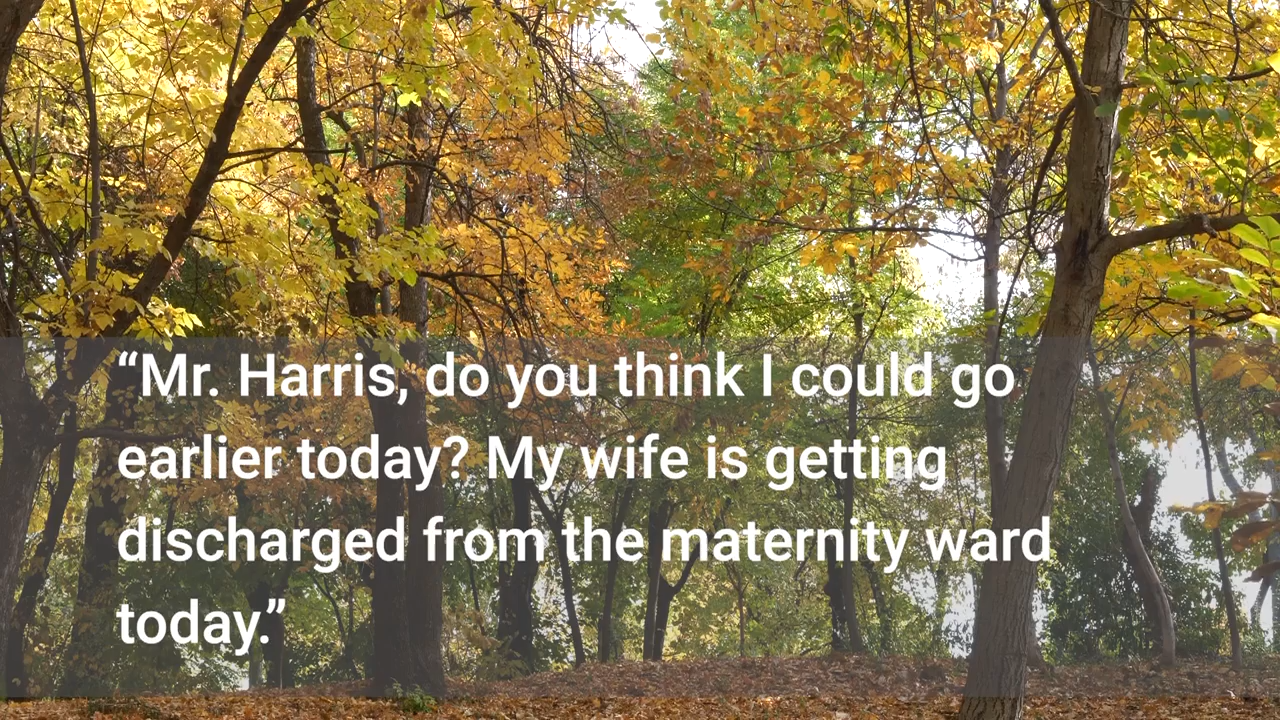 “Mr. Harris, do you think I could go
earlier today? My wife is getting
discharged from the maternity ward
today.”